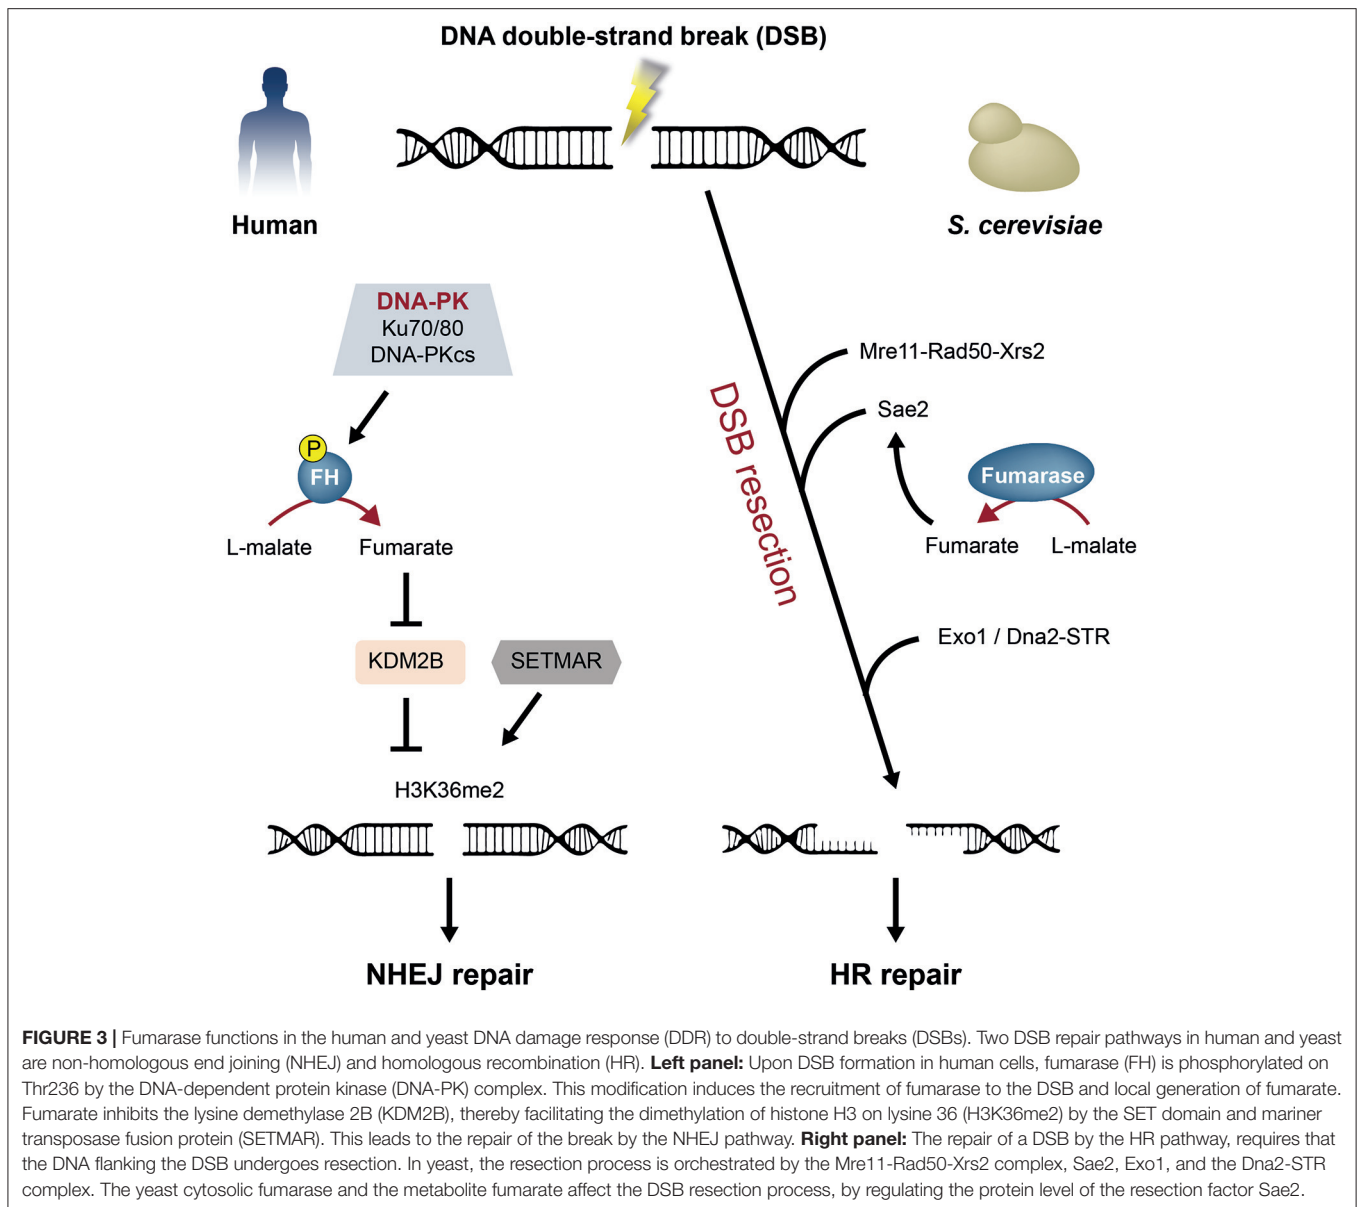 DNA double-strand break (DSB)
Human
S. cerevisiae
DNA-PK
Ku70/80
DNA-PKcs
P
FH
L-malate
Fumarate
KDM2B
SETMAR
H3K36me2
NHEJ repair
DSB resection
Mre11-Rad50-Xrs2
Sae2
Fumarase
Fumarate
L-malate
Exo1 / Dna2-STR
HR repair
FIGURE 3 | Fumarase functions in the human and yeast DNA damage response (DDR) to double-strand breaks (DSBs). Two DSB repair pathways in human and yeast
are non-homologous end joining (NHEJ) and homologous recombination (HR). Left panel: Upon DSB formation in human cells, fumarase (FH) is phosphorylated on
Thr236 by the DNA-dependent protein kinase (DNA-PK) complex. This modification induces the recruitment of fumarase to the DSB and local generation of fumarate.
Fumarate inhibits the lysine demethylase 2B (KDM2B), thereby facilitating the dimethylation of histone H3 on lysine 36 (H3K36me2) by the SET domain and mariner
transposase fusion protein (SETMAR). This leads to the repair of the break by the NHEJ pathway. Right panel: The repair of a DSB by the HR pathway, requires that
the DNA flanking the DSB undergoes resection. In yeast, the resection process is orchestrated by the Mre11-Rad50-Xrs2 complex, Sae2, Exo1, and the Dna2-STR
complex. The yeast cytosolic fumarase and the metabolite fumarate affect the DSB resection process, by regulating the protein level of the resection factor Sae2.